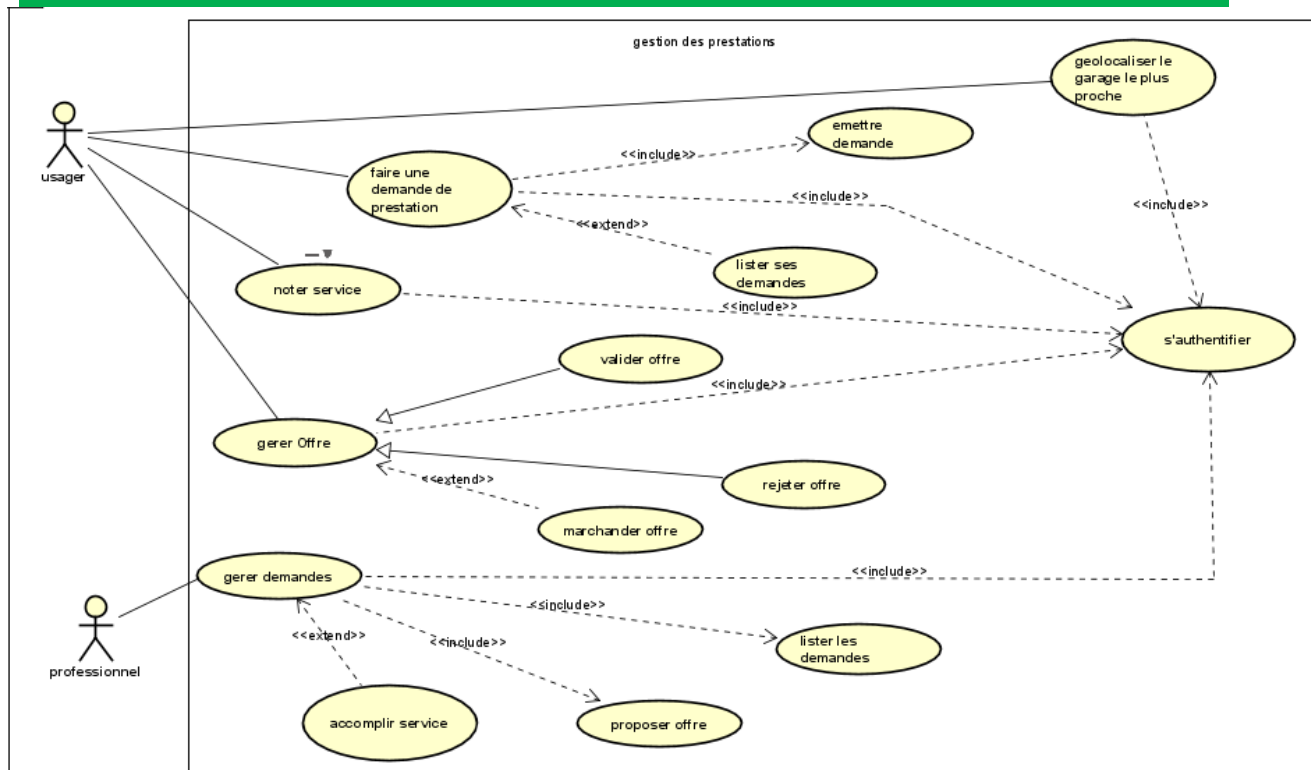 gestion des prestations
geolocaliser le
garage le plus
proche
usager
emettre
demande
<<include>>
faire une
demande de
prestation
<<include>>
<<include>>
<<extend>>
lister ses
demandes
noter service
<<include>>
s'authentifier
valider offre
<<include>>
gerer Offre
<<extend>>
rejeter offre
marchander offre
gerer demandes
<<include>>
<<include>>
professionnel
<<extend>>
<<include>>
lister les
demandes
accomplir service
proposer offre